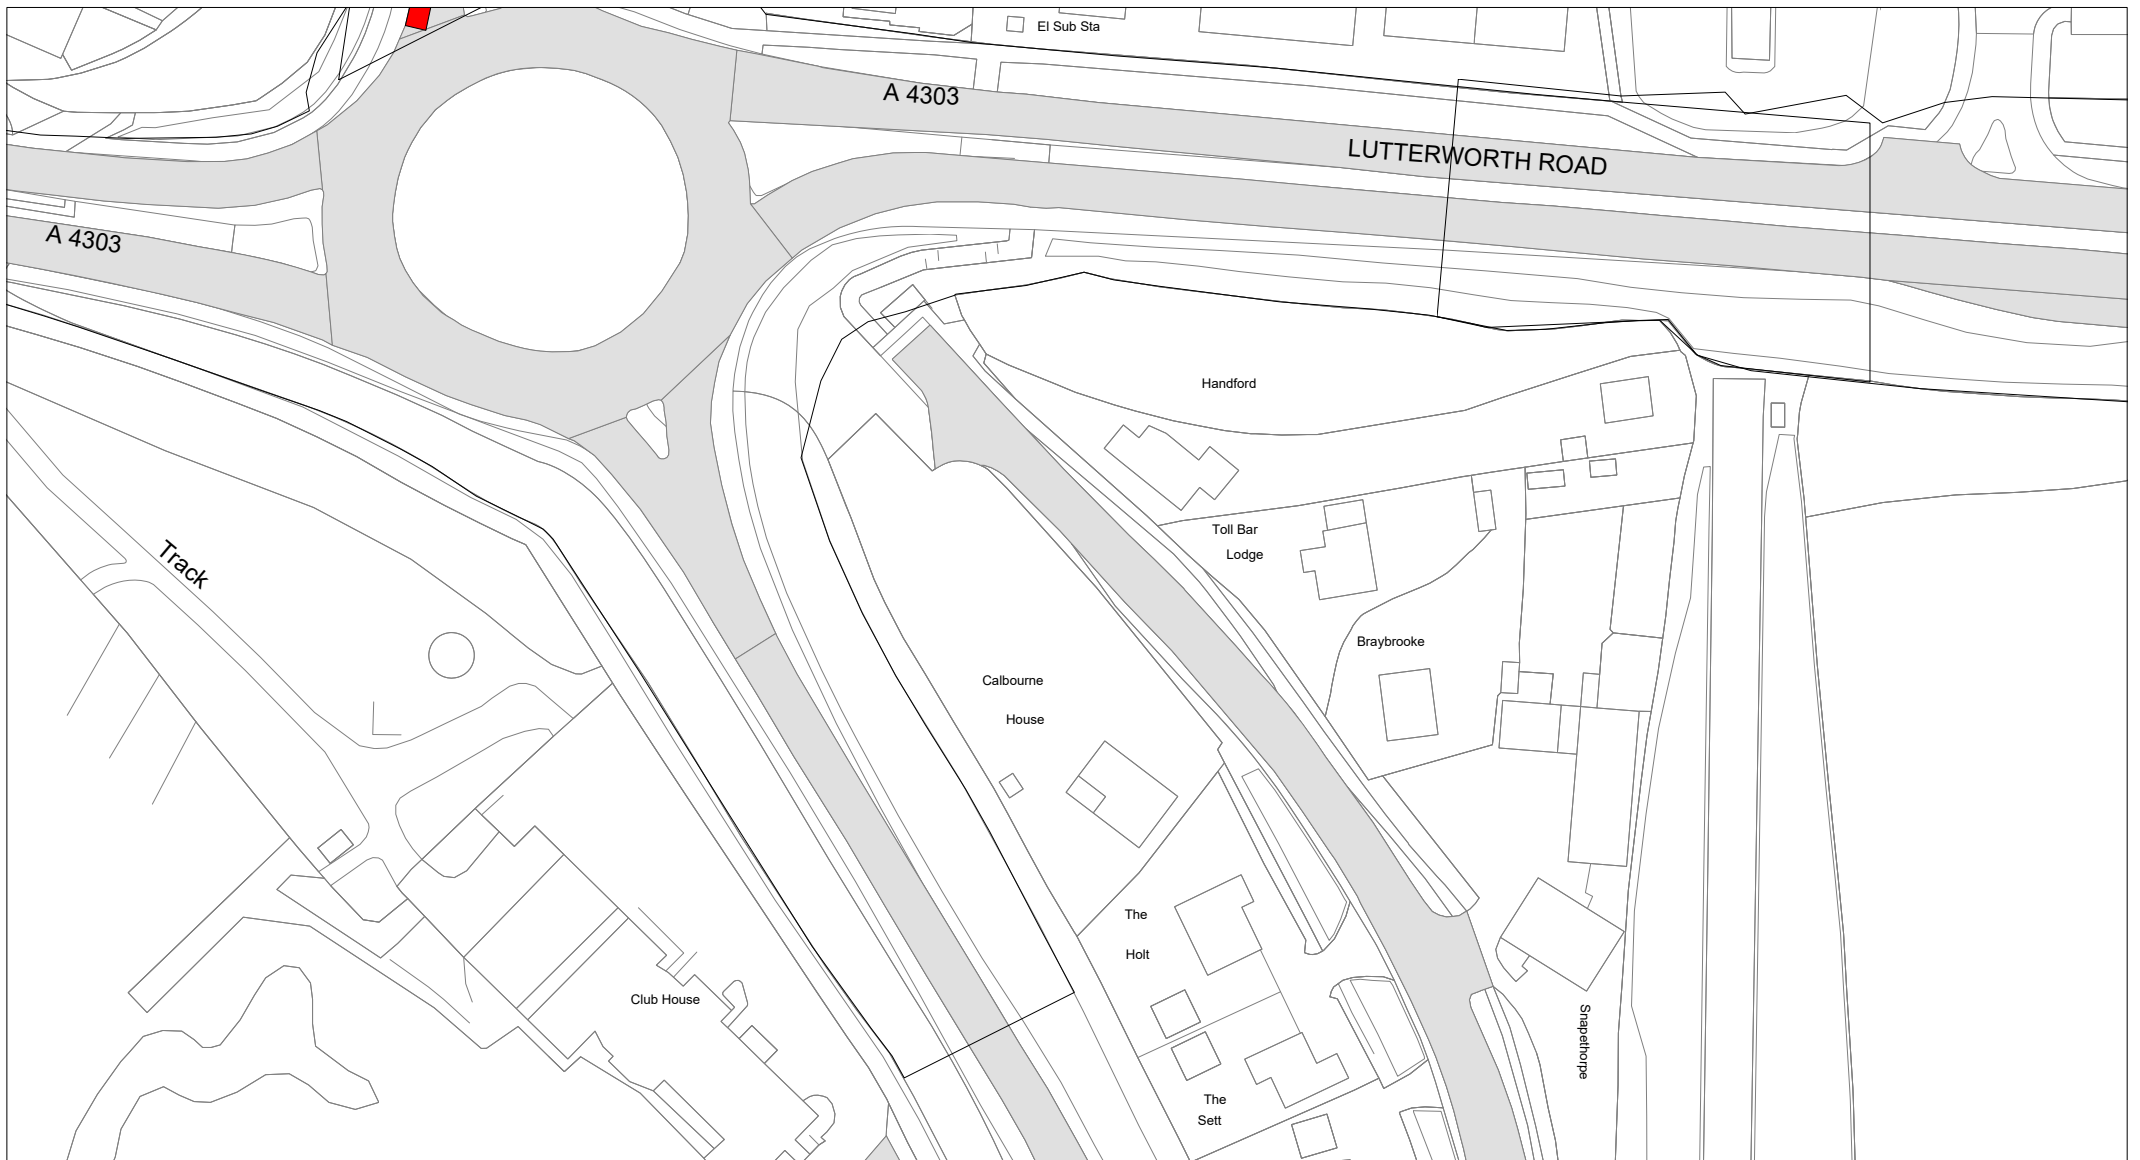 El Sub Sta
A 4303
LUTTERWORTH ROAD
A 4303
Handford
Toll Bar
Lodge
Track
Braybrooke
Calbourne
House
The
Holt
Club House
Snapethorpe
The
Sett